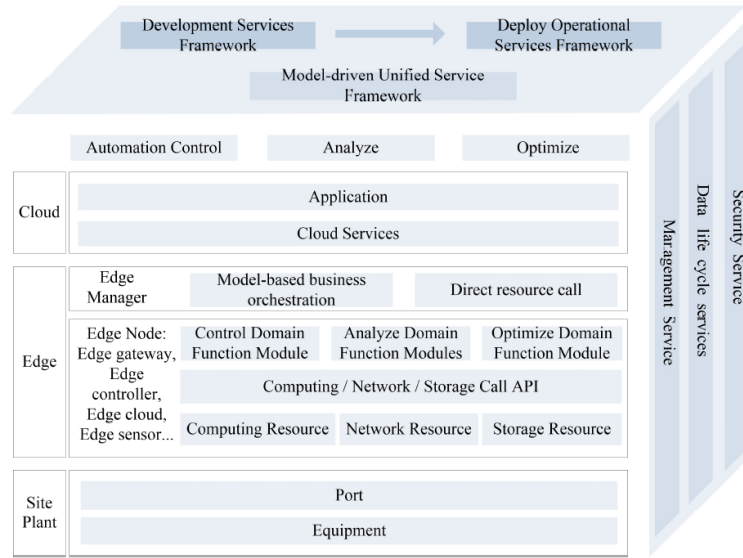 Development Services
Framework
Deploy Operational
Services Framework
Model-driven Unified Service
Framework
Automation Control
Analyze
Optimize
Cloud
Application
Cloud Services
Edge
Edge
Manager
Model-based business
orchestration
Direct resource call
Edge Node:
Edge gateway,
Edge
controller,
Edge cloud,
Edge sensor...
Control Domain
Function Module
Analyze Domain
Function Modules
Optimize Domain
Function Module
Computing / Network / Storage Call API
Computing Resource
Network Resource
Storage Resource
Site
Plant
Port
Equipment
Management Service
Data life cycle services
Security Service